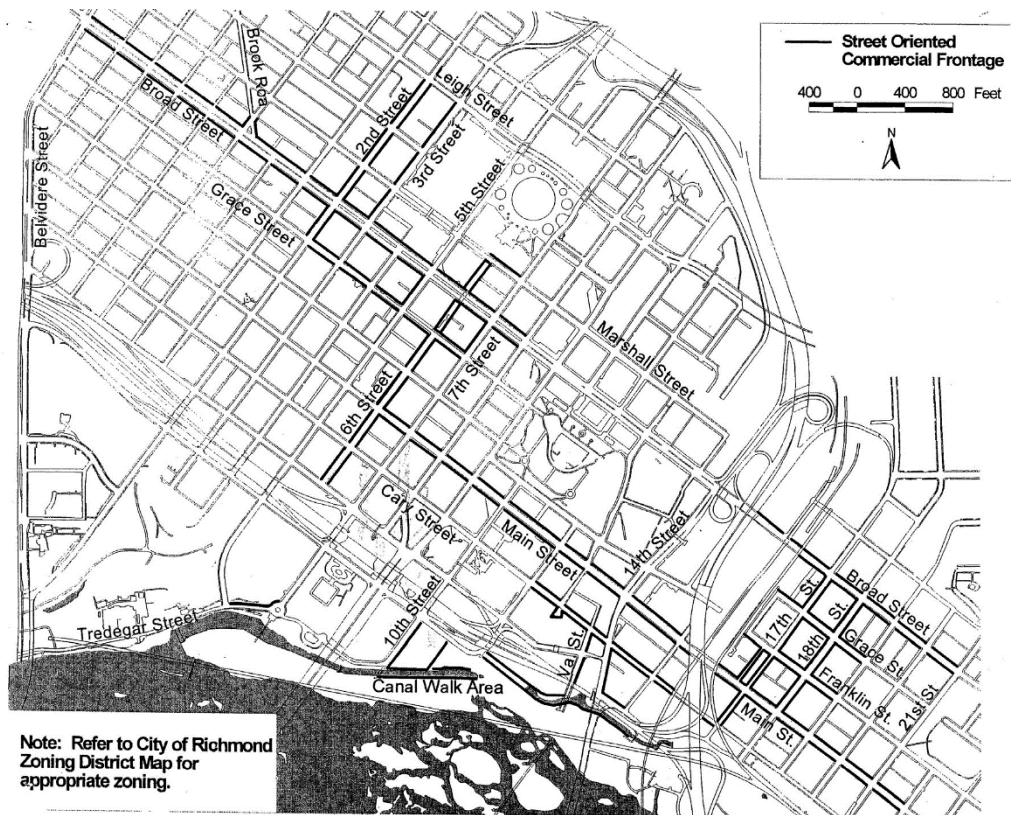 Street Oriented
Commercial Frontage
400 0 400 800 Feet
N
Brook Roa
Broad Street
Leigh Street
2nd Street
3rd Street
5th Street
Belvidere Street
Grace Street
Marshall Street
7th Street
6th Street
Cary Street
Main Street
14th Street
10th Street
Tredegar Street
Va St.
Canal Walk Area
Broad Street
17th St.
18th St.
Grace St.
Franklin St.
21st St
Main St.
Note: Refer to City of Richmond
Zoning District Map for
appropriate zoning.